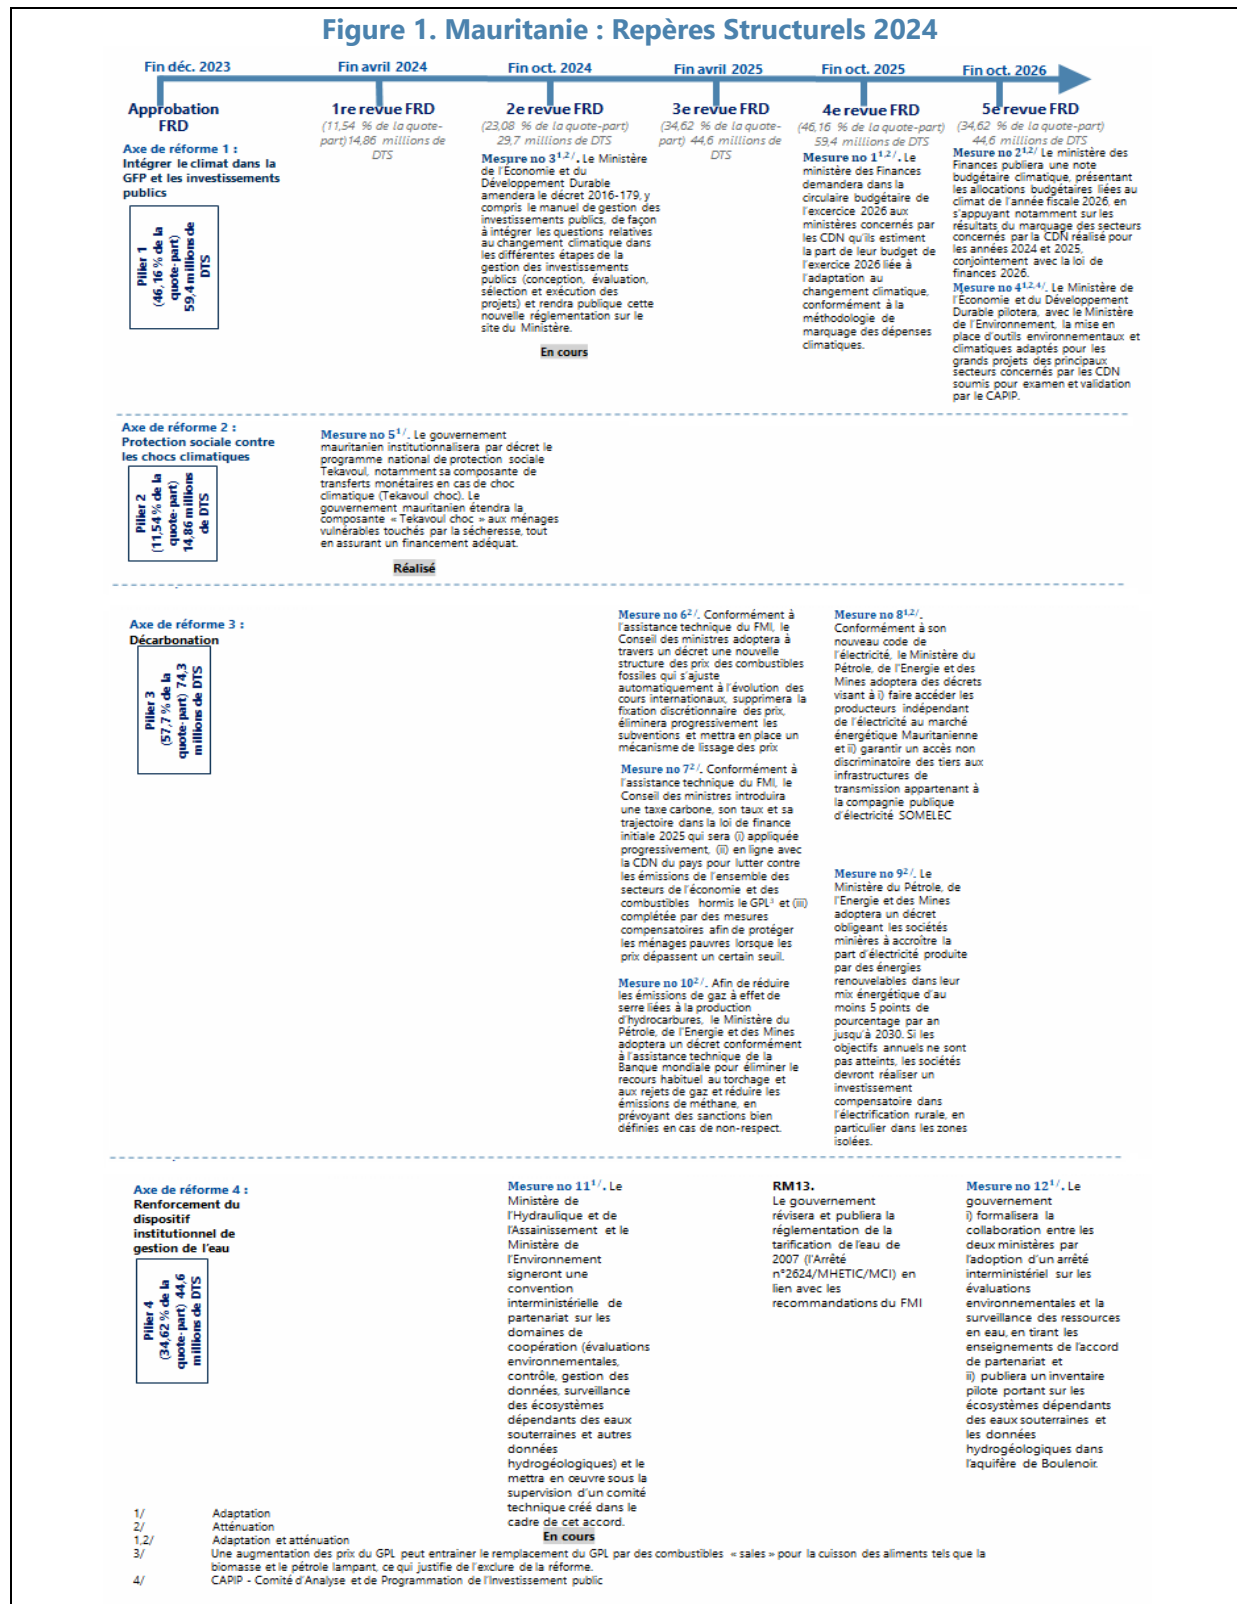 Figure 1. Mauritanie : Repères Structurels 2024
Fin déc. 2023
Fin avril 2024
Fin oct. 2024
Fin avril 2025
Fin oct. 2025
Fin oct. 2026
Approbation
FRD
1re revue FRD
(11,54 % de la quote-
part)14,86 millions de
DTS
2e revue FRD
(23,08 % de la quote-part)
29,7 millions de DTS
3e revue FRD
(34,62 % de la quote-
part) 44,6 millions de
DTS
4e revue FRD
(46,16 % de la quote-part)
59,4 millions de DTS
5e revue FRD
(34,62 % de la quote-part)
44,6 millions de DTS
Axe de réforme 1 :
Intégrer le climat dans la
GFP et les investissements
publics
Pilier 1
(46,16 % de la
quote-part)
59,4 millions de
DTS
Mesure no 3¹,²/. Le Ministère
de l'Économie et du
Développement Durable
amendera le décret 2016-179, y
compris le manuel de gestion des
investissements publics, de façon
à intégrer les questions relatives
au changement climatique dans
les différentes étapes de la
gestion des investissements
publics (conception, évaluation,
sélection et exécution des
projets) et rendra publique cette
nouvelle réglementation sur le
site du Ministère.
En cours
Mesure no 1¹,²/. Le
ministère des Finances
demandera dans la
circulaire budgétaire de
l'excercice 2026 aux
ministères concernés par
les CDN qu'ils estiment
la part de leur budget de
l'exercice 2026 liée à
l'adaptation au
changement climatique,
conformément à la
méthodologie de
marquage des dépenses
climatiques.
Mesure no 2¹,²/ Le ministère des
Finances publiera une note
budgétaire climatique, présentant
les allocations budgétaires liées au
climat de l'année fiscale 2026, en
s'appuyant notamment sur les
résultats du marquage des secteurs
concernés par la CDN réalisé pour
les années 2024 et 2025,
conjointement avec la loi de
finances 2026.
Mesure no 4¹,²,⁴/. Le Ministère de
l'Économie et du Développement
Durable pilotera, avec le Ministère
de l'Environnement, la mise en
place d'outils environnementaux et
climatiques adaptés pour les
grands projets des principaux
secteurs concernés par les CDN
soumis pour examen et validation
par le CAPIP.
Axe de réforme 2 :
Protection sociale contre
les chocs climatiques
Pilier 2
(11,54 % de la
quote-part)
14,86 millions
de DTS
Mesure no 5¹/. Le gouvernement
mauritanien institutionnalisera par décret le
programme national de protection sociale
Tekavoul, notamment sa composante de
transferts monétaires en cas de choc
climatique (Tekavoul choc). Le
gouvernement mauritanien étendra la
composante « Tekavoul choc » aux ménages
vulnérables touchés par la sécheresse, tout
en assurant un financement adéquat.
Réalisé
Axe de réforme 3 :
Décarbonation
Pilier 3
(57,7 % de la
quote-part) 74,3
millions de DTS
Mesure no 6²/. Conformément à
l'assistance technique du FMI, le
Conseil des ministres adoptera à
travers un décret une nouvelle
structure des prix des combustibles
fossiles qui s'ajuste
automatiquement à l'évolution des
cours internationaux, supprimera la
fixation discrétionnaire des prix,
éliminera progressivement les
subventions et mettra en place un
mécanisme de lissage des prix
Mesure no 7²/. Conformément à
l'assistance technique du FMI, le
Conseil des ministres introduira
une taxe carbone, son taux et sa
trajectoire dans la loi de finance
initiale 2025 qui sera (i) appliquée
progressivement, (ii) en ligne avec
la CDN du pays pour lutter contre
les émissions de l'ensemble des
secteurs de l'économie et des
combustibles hormis le GPL³ et (iii)
complétée par des mesures
compensatoires afin de protéger
les ménages pauvres lorsque les
prix dépassent un certain seuil.
Mesure no 10²/. Afin de réduire
les émissions de gaz à effet de
serre liées à la production
d'hydrocarbures, le Ministère du
Pétrole, de l'Energie et des Mines
adoptera un décret conformément
à l'assistance technique de la
Banque mondiale pour éliminer le
recours habituel au torchage et
aux rejets de gaz et réduire les
émissions de méthane, en
prévoyant des sanctions bien
définies en cas de non-respect.
Mesure no 8¹,²/.
Conformément à son
nouveau code de
l'électricité, le Ministère du
Pétrole, de l'Energie et des
Mines adoptera des décrets
visant à i) faire accéder les
producteurs indépendant
de l'électricité au marché
énergétique Mauritanienne
et ii) garantir un accès non
discriminatoire des tiers aux
infrastructures de
transmission appartenant à
la compagnie publique
d'électricité SOMELEC
Mesure no 9²/. Le
Ministère du Pétrole, de
l'Energie et des Mines
adoptera un décret
obligeant les sociétés
minières à accroître la
part d'électricité produite
par des énergies
renouvelables dans leur
mix énergétique d'au
moins 5 points de
pourcentage par an
jusqu'à 2030. Si les
objectifs annuels ne sont
pas atteints, les sociétés
devront réaliser un
investissement
compensatoire dans
l'électrification rurale, en
particulier dans les zones
isolées.
Axe de réforme 4 :
Renforcement du
dispositif
institutionnel de
gestion de l'eau
Pilier 4
(34,62 % de la
quote-part) 44,6
millions de DTS
Mesure no 11¹/. Le
Ministère de
l'Hydraulique et de
l'Assainissement et le
Ministère de
l'Environnement
signeront une
convention
interministérielle de
partenariat sur les
domaines de
coopération (évaluations
environnementales,
contrôle, gestion des
données, surveillance
des écosystèmes
dépendants des eaux
souterraines et autres
données
hydrogéologiques) et le
mettra en œuvre sous la
supervision d'un comité
technique créé dans le
cadre de cet accord.
En cours
RM13.
Le gouvernement
révisera et publiera la
réglementation de la
tarification de l'eau de
2007 (l'Arrêté
n°2624/MHETIC/MCI) en
lien avec les
recommandations du FMI
Mesure no 12¹/. Le
gouvernement
i) formalisera la
collaboration entre les
deux ministères par
l'adoption d'un arrêté
interministériel sur les
évaluations
environnementales et la
surveillance des ressources
en eau, en tirant les
enseignements de l'accord
de partenariat et
ii) publiera un inventaire
pilote portant sur les
écosystèmes dépendants
des eaux souterraines et
les données
hydrogéologiques dans
l'aquifère de Boulenoir.
1/ Adaptation
2/ Atténuation
1,2/ Adaptation et atténuation
3/ Une augmentation des prix du GPL peut entrainer le remplacement du GPL par des combustibles « sales » pour la cuisson des aliments tels que la
biomasse et le pétrole lampant, ce qui justifie de l'exclure de la réforme.
4/ CAPIP - Comité d'Analyse et de Programmation de l'Investissement public